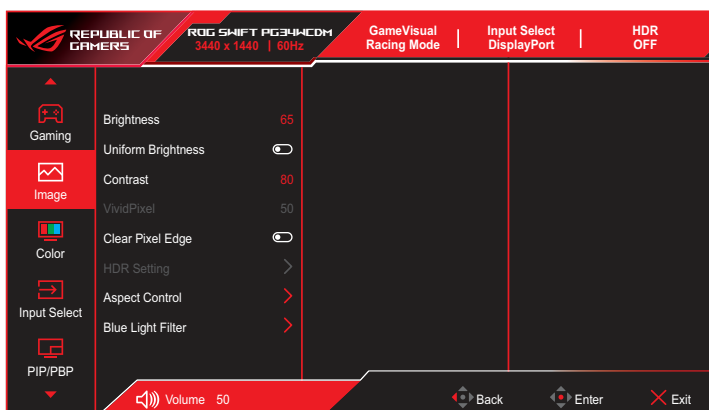 REPUBLIC OF
GAMERS
ROG SWIFT PG34WCDM
3440 x 1440 | 60Hz
GameVisual
Racing Mode
Input Select
DisplayPort
HDR
OFF
Gaming
Image
Color
Input Select
PIP/PBP
Brightness 65
Uniform Brightness
Contrast 80
VividPixel 50
Clear Pixel Edge
HDR Setting
Aspect Control
Blue Light Filter
Volume 50
Back
Enter
Exit